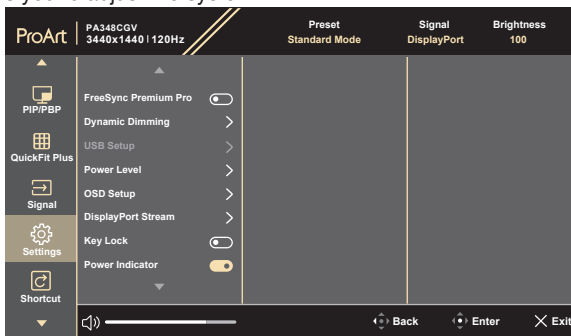 ProArt
PA348CGV
3440x1440 | 120Hz
Preset
Standard Mode
Signal
DisplayPort
Brightness
100
PIP/PBP
QuickFit Plus
Signal
Settings
Shortcut
FreeSync Premium Pro
Dynamic Dimming
USB Setup
Power Level
OSD Setup
DisplayPort Stream
Key Lock
Power Indicator
Back
Enter
Exit